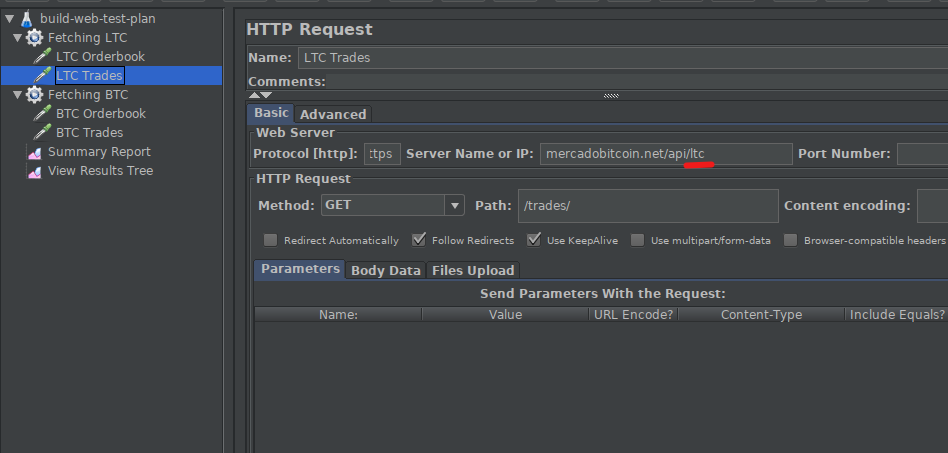 build-web-test-plan
Fetching LTC
LTC Orderbook
LTC Trades
Fetching BTC
BTC Orderbook
BTC Trades
Summary Report
View Results Tree
HTTP Request
Name: LTC Trades
Comments:
Basic Advanced
Web Server
Protocol [http]: ttps Server Name or IP: mercadobitcoin.net/api/ltc Port Number:
HTTP Request
Method: GET Path: /trades/ Content encoding:
Redirect Automatically Follow Redirects Use KeepAlive Use multipart/form-data Browser-compatible headers
Parameters Body Data Files Upload
Send Parameters With the Request:
Name: Value URL Encode? Content-Type Include Equals?